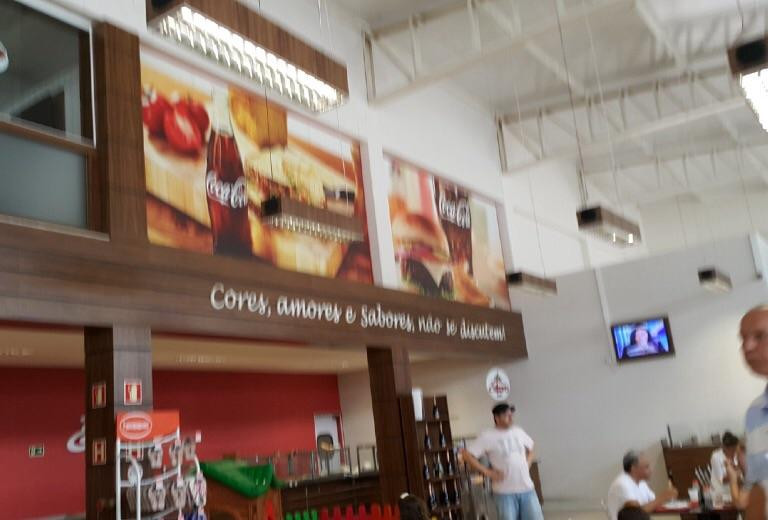 Coca-Cola
Coca-Cola
Cores, amores e sabores, não se discutem!